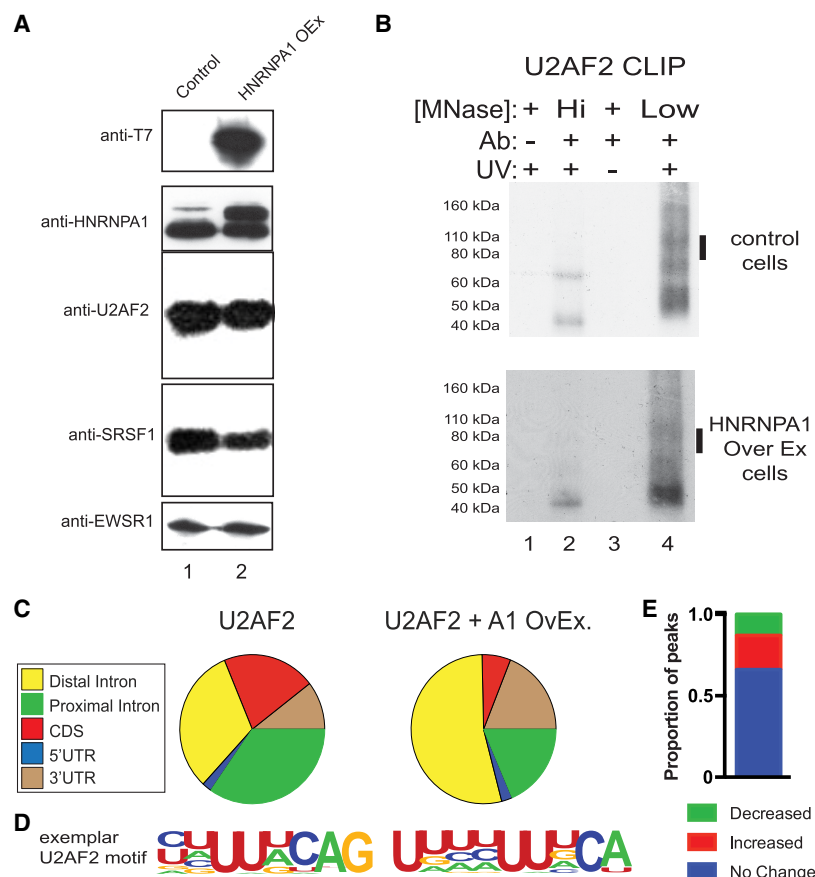 A
Control
HNRNPA1 OEx
anti-T7
anti-HNRNPA1
anti-U2AF2
anti-SRSF1
anti-EWSR1
1 2
B
U2AF2 CLIP
[MNase]: + Hi + Low
Ab: - + + +
UV: + + - +
160 kDa
110 kDa
80 kDa
60 kDa
50 kDa
40 kDa
control
cells
160 kDa
110 kDa
80 kDa
60 kDa
50 kDa
40 kDa
HNRNPA1
Over Ex
cells
1 2 3 4
C
U2AF2
U2AF2 + A1 OvEx.
Distal Intron
Proximal Intron
CDS
5'UTR
3'UTR
D
exemplar
U2AF2 motif
E
Proportion of peaks
1.0
0.5
0
Decreased
Increased
No Change